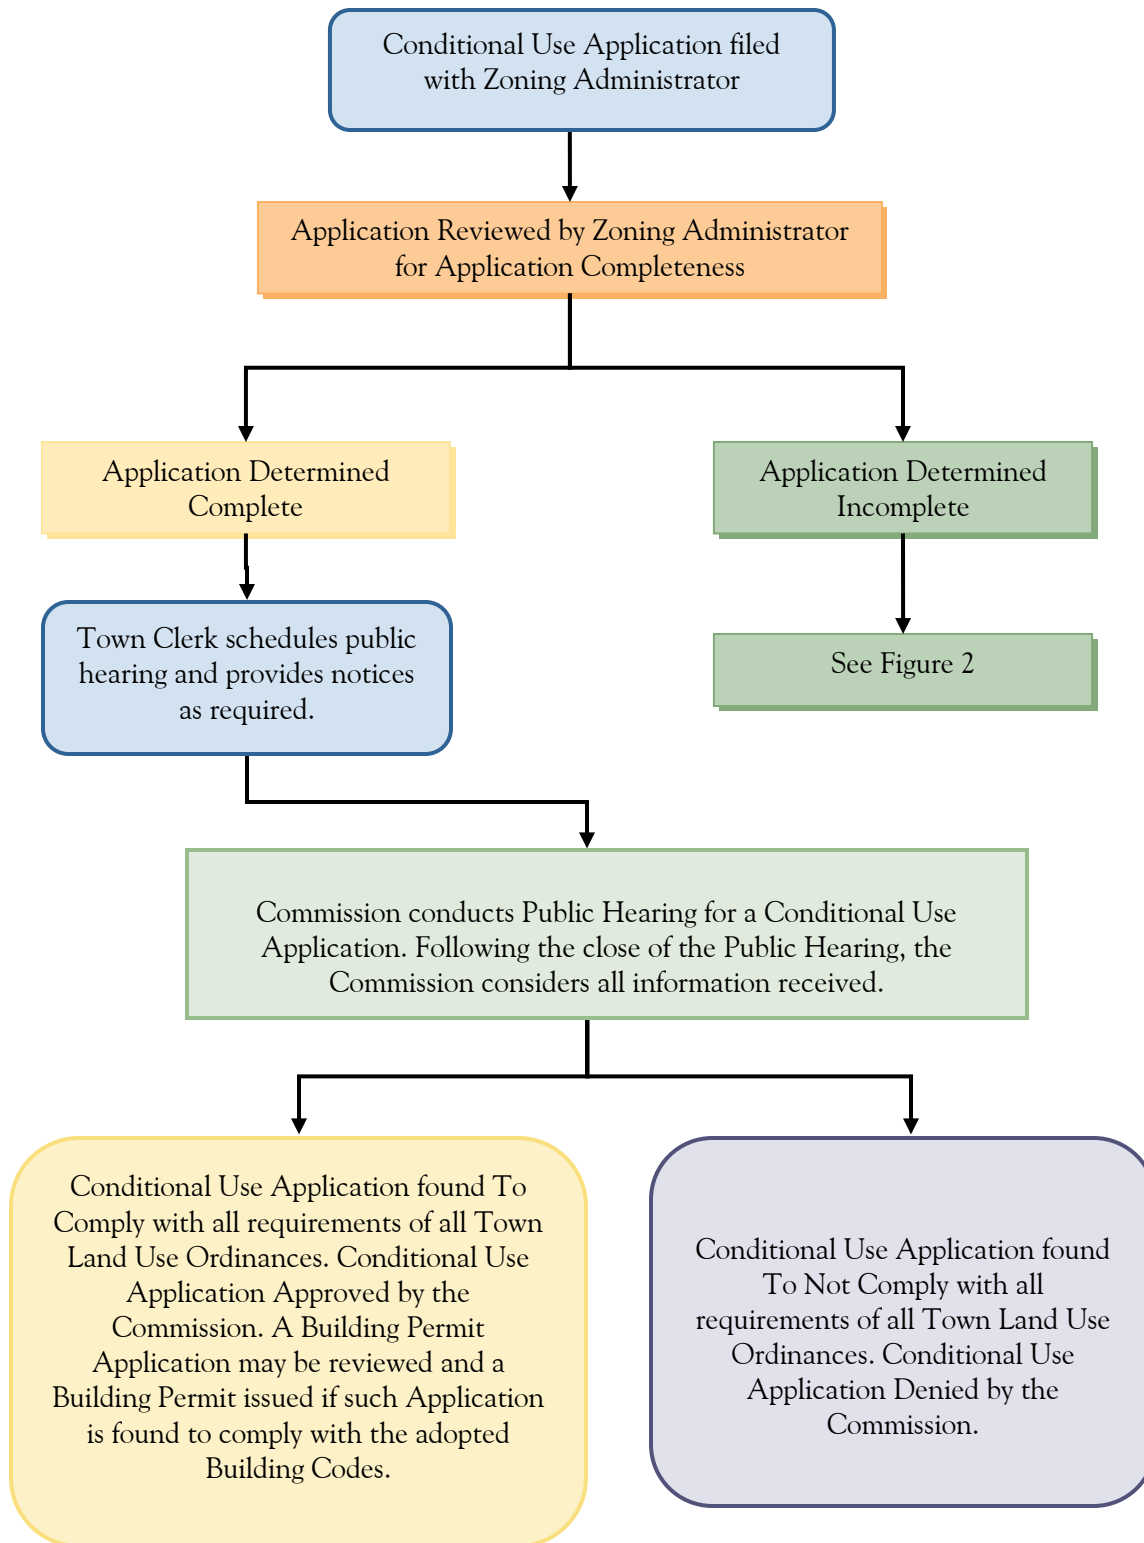 Conditional Use Application filed
with Zoning Administrator
Application Reviewed by Zoning Administrator
for Application Completeness
Application Determined
Complete
Application Determined
Incomplete
Town Clerk schedules public
hearing and provides notices
as required.
See Figure 2
Commission conducts Public Hearing for a Conditional Use
Application. Following the close of the Public Hearing, the
Commission considers all information received.
Conditional Use Application found To
Comply with all requirements of all Town
Land Use Ordinances. Conditional Use
Application Approved by the
Commission. A Building Permit
Application may be reviewed and a
Building Permit issued if such Application
is found to comply with the adopted
Building Codes.
Conditional Use Application found
To Not Comply with all
requirements of all Town Land Use
Ordinances. Conditional Use
Application Denied by the
Commission.